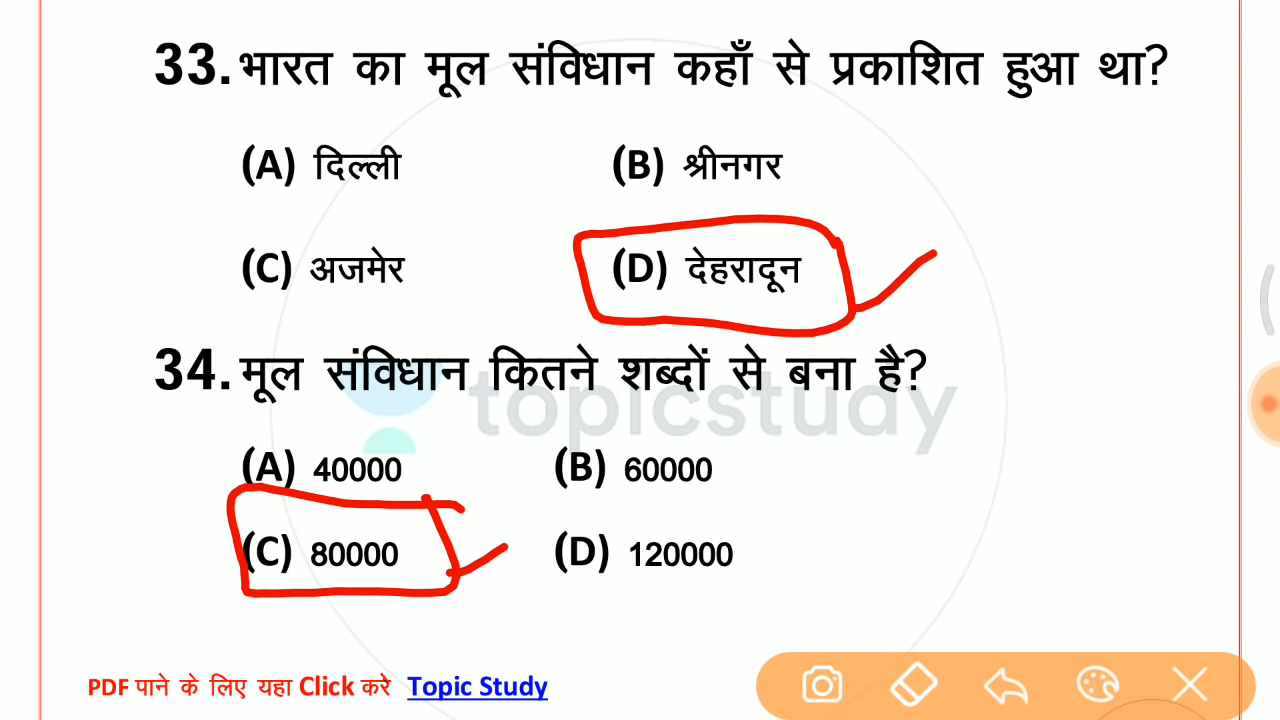 33. भारत का मूल संविधान कहाँ से प्रकाशित हुआ था?
(A) दिल्ली (B) श्रीनगर
(C) अजमेर (D) देहरादून
34. मूल संविधान कितने शब्दों से बना है?
topicstudy
(A) 40000 (B) 60000
(C) 80000 (D) 120000
PDF पाने के लिए यहा Click करे Topic Study